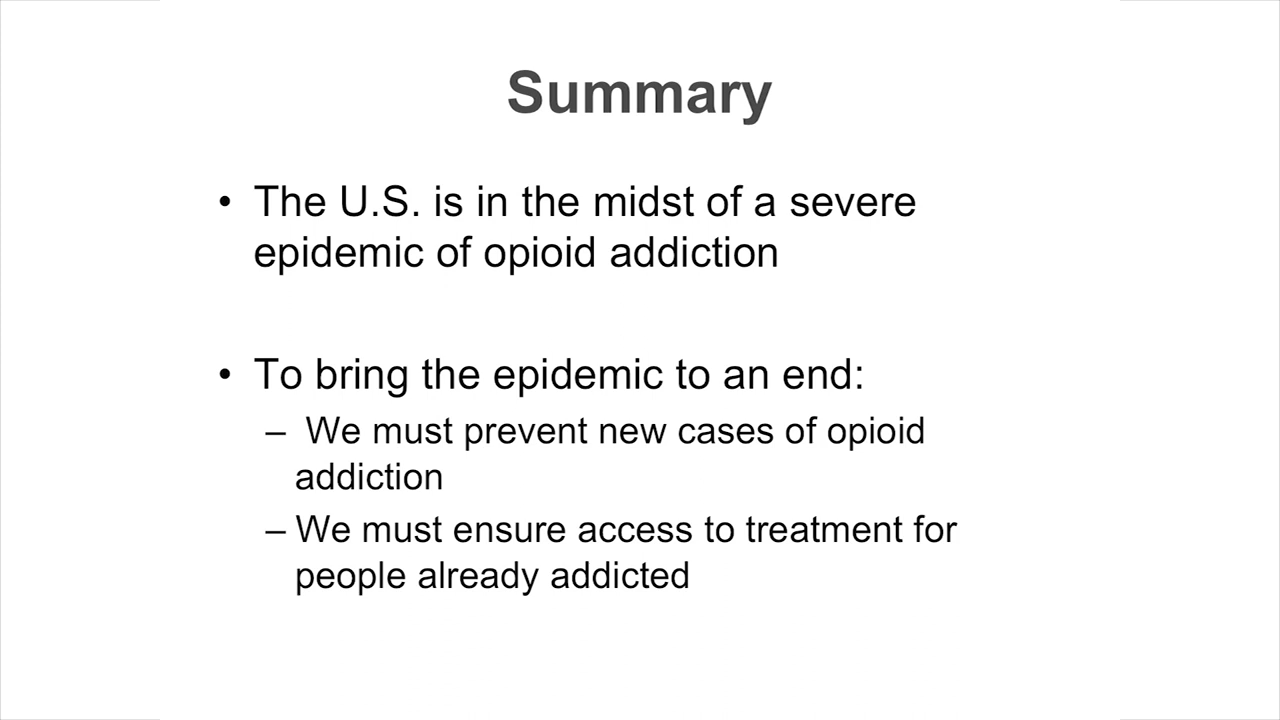 Summary
• The U.S. is in the midst of a severe
epidemic of opioid addiction
• To bring the epidemic to an end:
– We must prevent new cases of opioid
addiction
– We must ensure access to treatment for
people already addicted